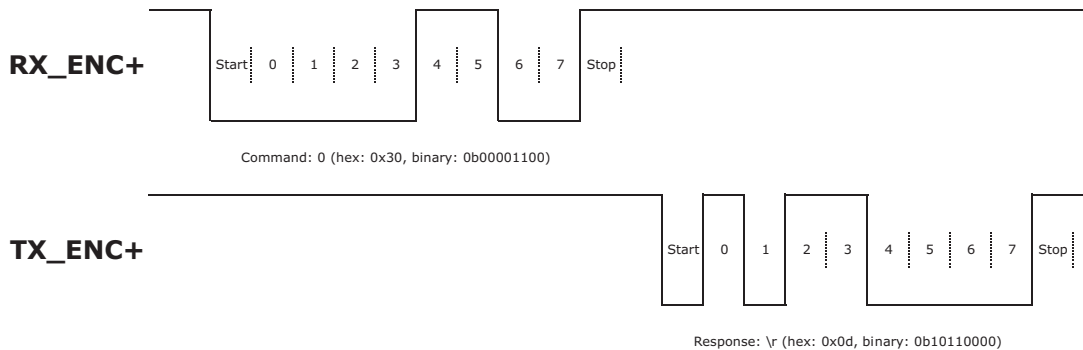 RX_ENC+
Start 0 1 2 3 4 5 6 7 Stop
Command: 0 (hex: 0x30, binary: 0b00001100)
TX_ENC+
Start 0 1 2 3 4 5 6 7 Stop
Response: \r (hex: 0x0d, binary: 0b10110000)